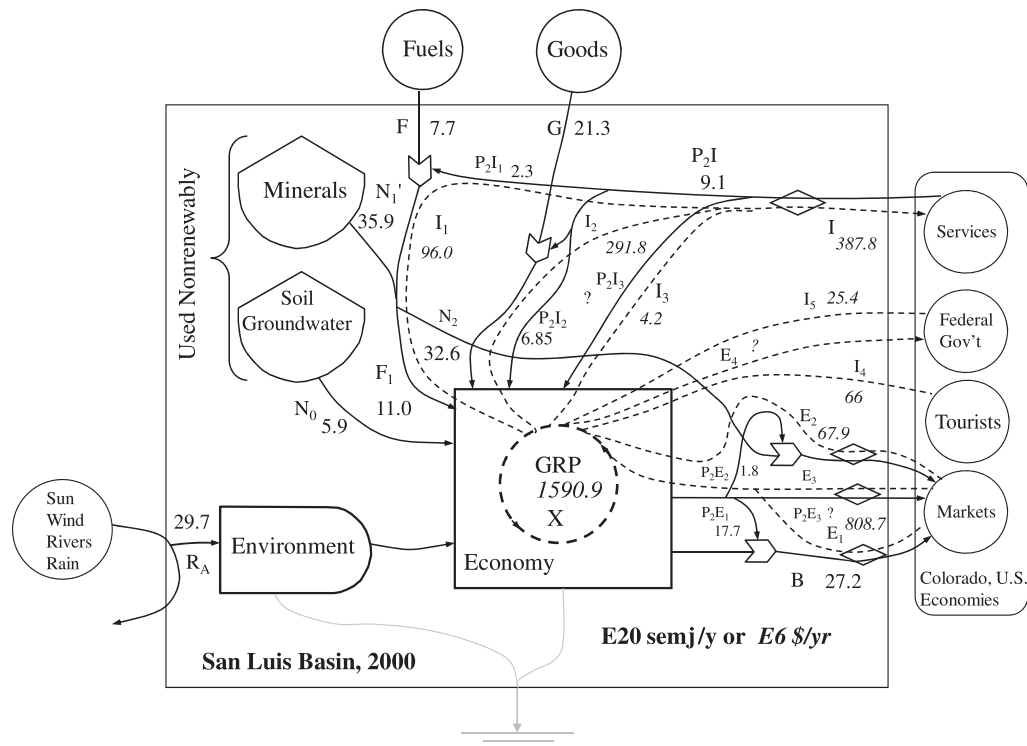 Fuels
Goods
F 7.7
G 21.3
Used Nonrenewably
Minerals
N₁'
35.9
P₂I₁ 2.3
P₂I
9.1
I₁
96.0
I₂
291.8
I
387.8
Services
Soil
Groundwater
P₂I₃
?
I₃
4.2
I₅ 25.4
Federal
Gov't
N₂
32.6
P₂I₂
6.85
E₄ ?
I₄
66
F₁
11.0
N₀
5.9
Tourists
E₂
67.9
GRP
1590.9
X
P₂E₂ 1.8
E₃
Sun
Wind
Rivers
Rain
29.7
R_A
Environment
Economy
P₂E₁
17.7
P₂E₃ ?
E₁ 808.7
Markets
B 27.2
Colorado, U.S.
Economies
E20 semj/y or E6 $/yr
San Luis Basin, 2000